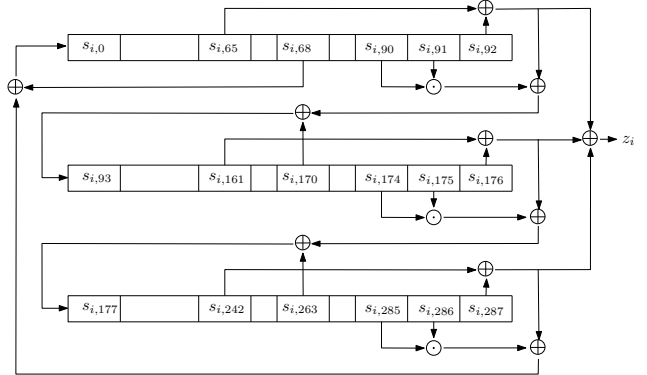 s_{i,0} s_{i,65} s_{i,68} s_{i,90} s_{i,91} s_{i,92}
z_i
s_{i,93} s_{i,161} s_{i,170} s_{i,174} s_{i,175} s_{i,176}
s_{i,177} s_{i,242} s_{i,263} s_{i,285} s_{i,286} s_{i,287}